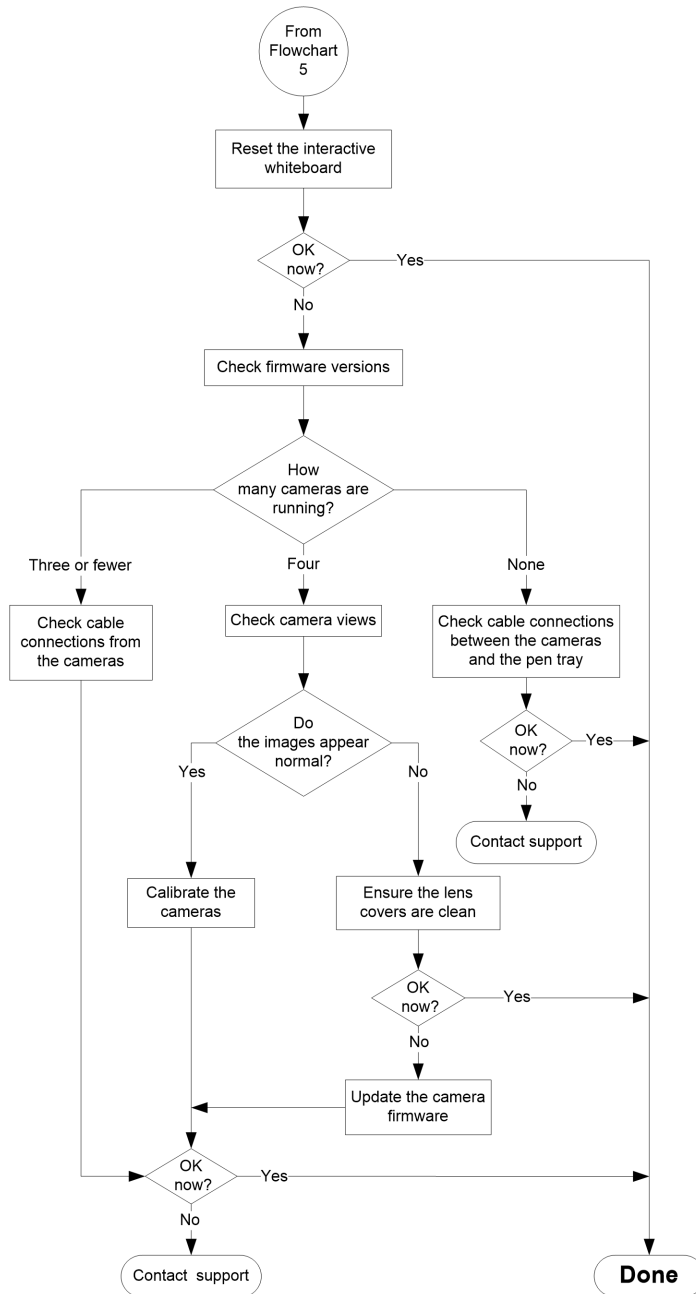 From
Flowchart
5
Reset the interactive
whiteboard
OK
now?
Yes
No
Check firmware versions
How
many cameras are
running?
Three or fewer
Four
None
Check cable
connections from
the cameras
Check camera views
Check cable connections
between the cameras
and the pen tray
Do
the images appear
normal?
Yes
No
OK
now?
Yes
No
Contact support
Calibrate the
cameras
Ensure the lens
covers are clean
OK
now?
Yes
No
Update the camera
firmware
OK
now?
Yes
No
Contact support
Done